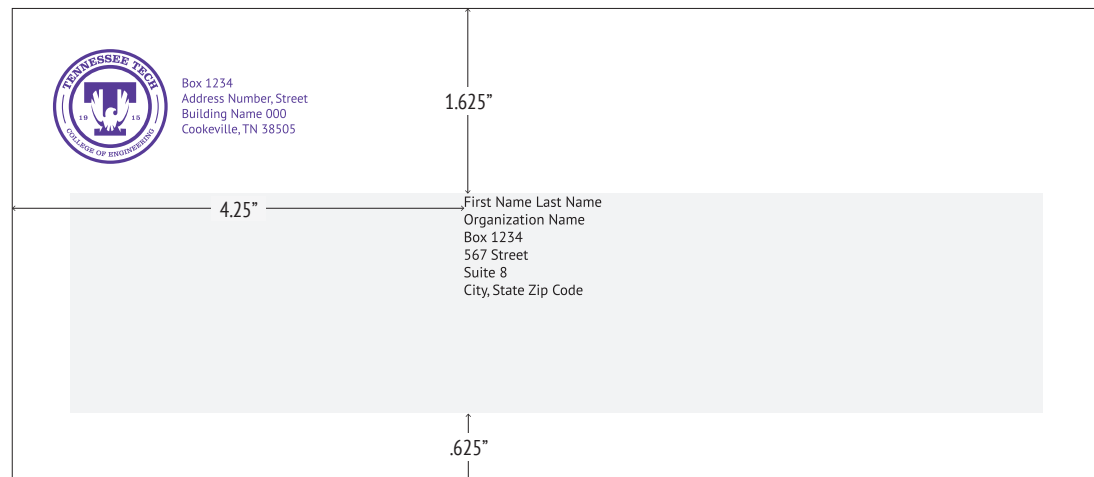 TENNESSEE TECH
19 15
COLLEGE OF ENGINEERING
Box 1234
Address Number, Street
Building Name 000
Cookeville, TN 38505
1.625”
4.25”
First Name Last Name
Organization Name
Box 1234
567 Street
Suite 8
City, State Zip Code
.625”